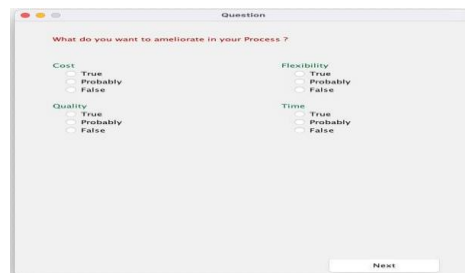 Question
What do you want to ameliorate in your Process ?
Cost
True
Probably
False
Flexibility
True
Probably
False
Quality
True
Probably
False
Time
True
Probably
False
Next